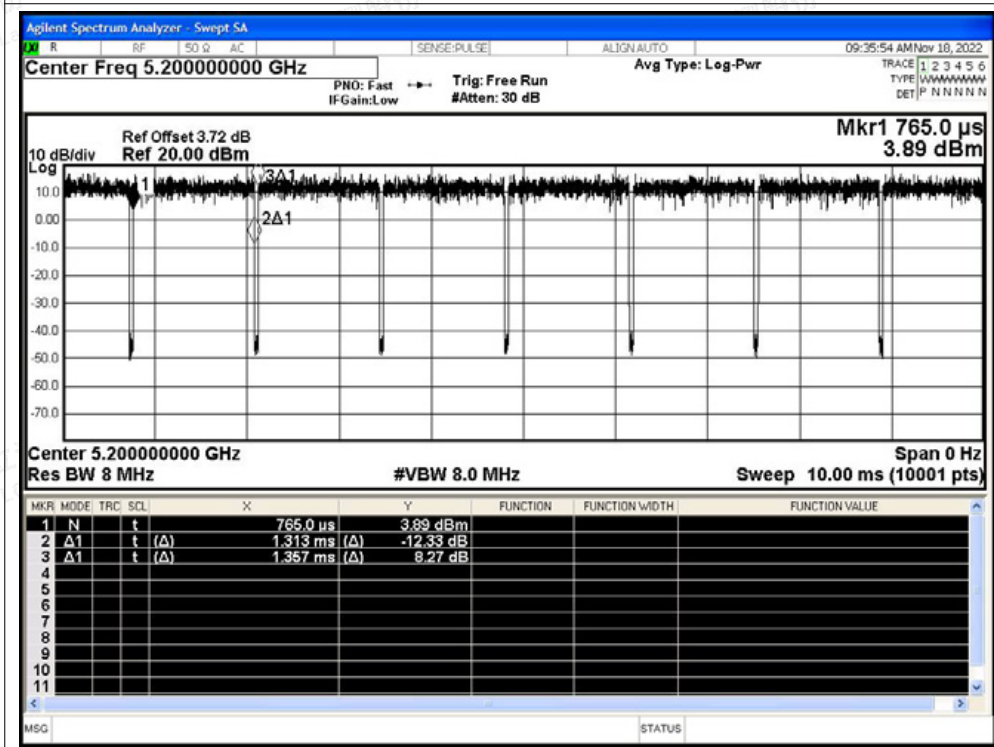 Agilent Spectrum Analyzer - Swept SA
LXI R RF 50 Ω AC SENSE:PULSE ALIGN AUTO 09:35:54 AM Nov 18, 2022
Center Freq 5.200000000 GHz Avg Type: Log-Pwr TRACE 1 2 3 4 5 6
PNO: Fast Trig: Free Run TYPE WWWWWW
IFGain:Low #Atten: 30 dB DET P N N N N N
Mkr1 765.0 µs
Ref Offset 3.72 dB
10 dB/div Ref 20.00 dBm 3.89 dBm
Log
3Δ1
10.0 1
0.00 2Δ1
-10.0
-20.0
-30.0
-40.0
-50.0
-60.0
-70.0
Center 5.200000000 GHz Span 0 Hz
Res BW 8 MHz #VBW 8.0 MHz Sweep 10.00 ms (10001 pts)
MKR MODE TRC SCL X Y FUNCTION FUNCTION WIDTH FUNCTION VALUE
1 N t 765.0 µs 3.89 dBm
2 Δ1 t (Δ) 1.313 ms (Δ) -12.33 dB
3 Δ1 t (Δ) 1.357 ms (Δ) 8.27 dB
4
5
6
7
8
9
10
11
MSG STATUS